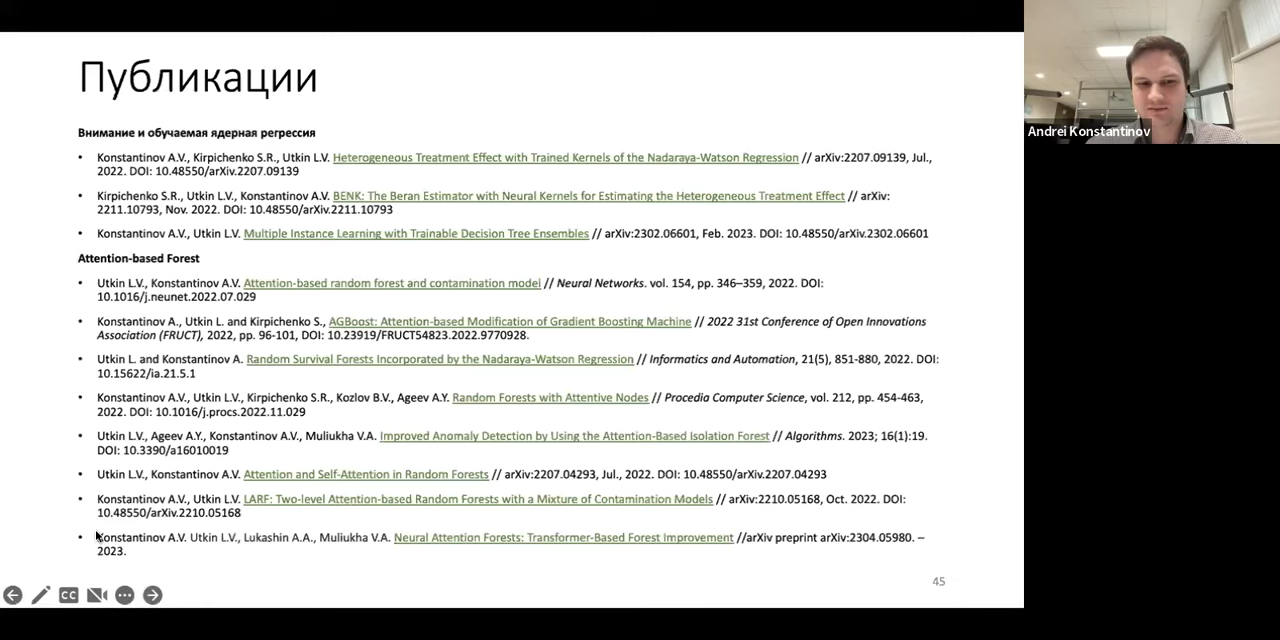 Публикации
Внимание и обучаемая ядерная регрессия
• Konstantinov A.V., Kirpichenko S.R., Utkin L.V. Heterogeneous Treatment Effect with Trained Kernels of the Nadaraya-Watson Regression // arXiv:2207.09139, Jul.,
2022. DOI: 10.48550/arXiv.2207.09139
• Kirpichenko S.R., Utkin L.V., Konstantinov A.V. BENK: The Beran Estimator with Neural Kernels for Estimating the Heterogeneous Treatment Effect // arXiv:
2211.10793, Nov. 2022. DOI: 10.48550/arXiv.2211.10793
• Konstantinov A.V., Utkin L.V. Multiple Instance Learning with Trainable Decision Tree Ensembles // arXiv:2302.06601, Feb. 2023. DOI: 10.48550/arXiv.2302.06601
Attention-based Forest
• Utkin L.V., Konstantinov A.V. Attention-based random forest and contamination model // Neural Networks. vol. 154, pp. 346–359, 2022. DOI:
10.1016/j.neunet.2022.07.029
• Konstantinov A., Utkin L. and Kirpichenko S., AGBoost: Attention-based Modification of Gradient Boosting Machine // 2022 31st Conference of Open Innovations
Association (FRUCT), 2022, pp. 96-101, DOI: 10.23919/FRUCT54823.2022.9770928.
• Utkin L. and Konstantinov A. Random Survival Forests Incorporated by the Nadaraya-Watson Regression // Informatics and Automation, 21(5), 851-880, 2022. DOI:
10.15622/ia.21.5.1
• Konstantinov A.V., Utkin L.V., Kirpichenko S.R., Kozlov B.V., Ageev A.Y. Random Forests with Attentive Nodes // Procedia Computer Science, vol. 212, pp. 454-463,
2022. DOI: 10.1016/j.procs.2022.11.029
• Utkin L.V., Ageev A.Y., Konstantinov A.V., Muliukha V.A. Improved Anomaly Detection by Using the Attention-Based Isolation Forest // Algorithms. 2023; 16(1):19.
DOI: 10.3390/a16010019
• Utkin L.V., Konstantinov A.V. Attention and Self-Attention in Random Forests // arXiv:2207.04293, Jul., 2022. DOI: 10.48550/arXiv.2207.04293
• Konstantinov A.V., Utkin L.V. LARF: Two-level Attention-based Random Forests with a Mixture of Contamination Models // arXiv:2210.05168, Oct. 2022. DOI:
10.48550/arXiv.2210.05168
• Konstantinov A.V. Utkin L.V., Lukashin A.A., Muliukha V.A. Neural Attention Forests: Transformer-Based Forest Improvement //arXiv preprint arXiv:2304.05980. –
2023.
45
CC
Andrei Konstantinov